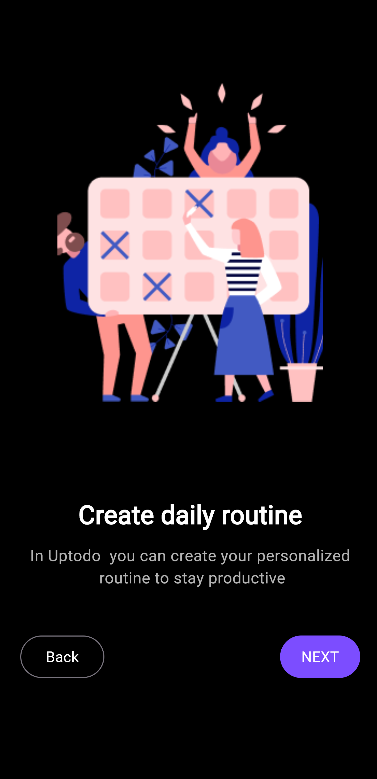 Create daily routine
In Uptodo  you can create your personalized
routine to stay productive
Back
NEXT